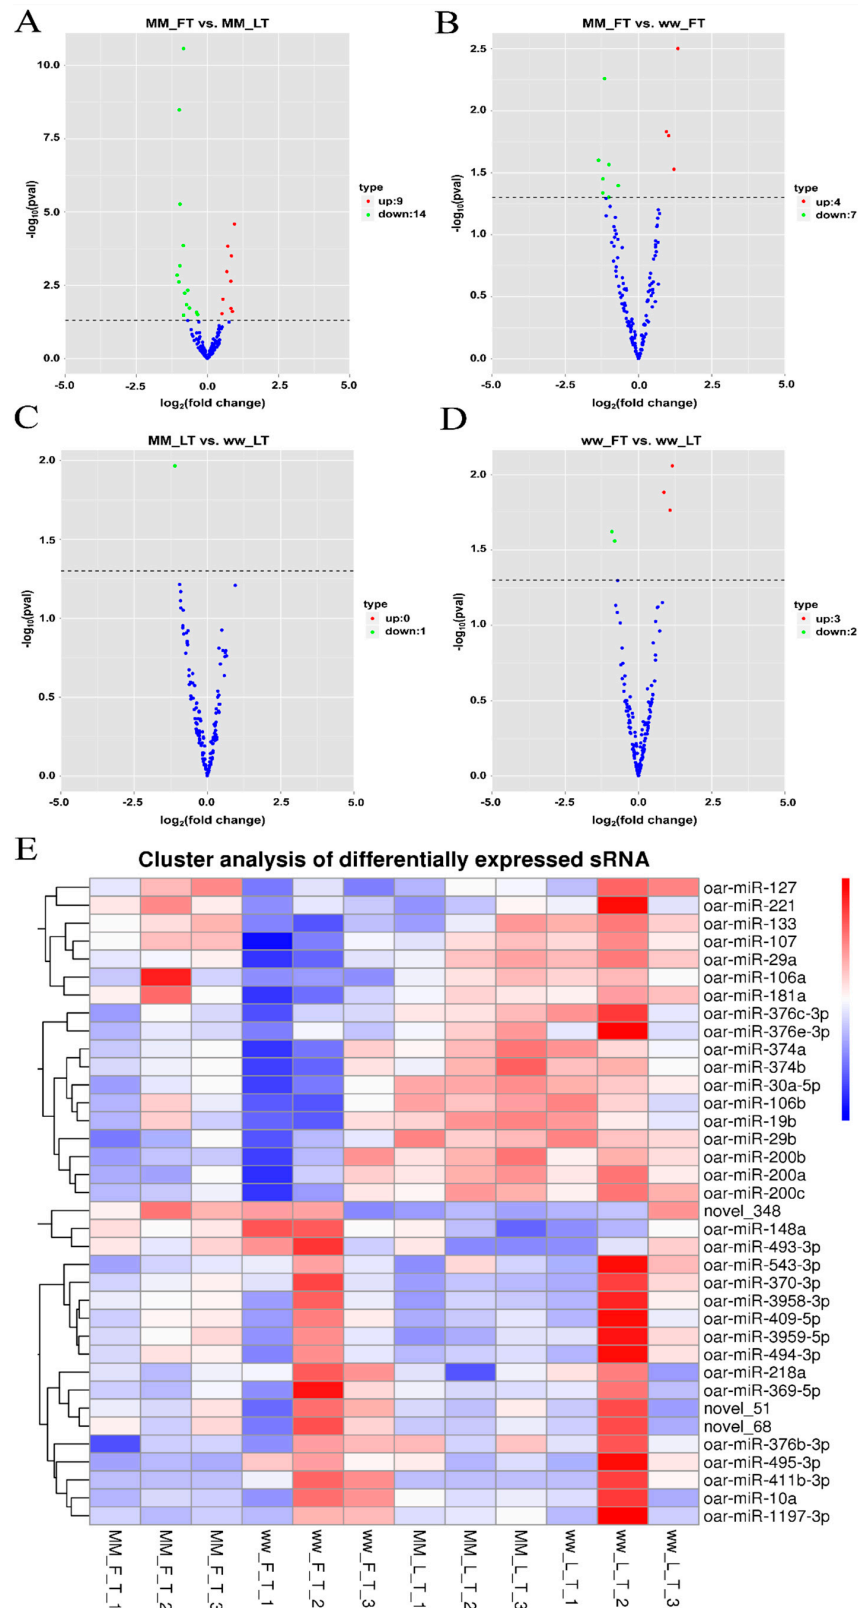 A
MM_FT vs. MM_LT
10.0
7.5
5.0
2.5
0.0
-log10(pval)
-5.0 -2.5 0.0 2.5 5.0
log2(fold change)
type
up:9
down:14
B
MM_FT vs. ww_FT
2.5
2.0
1.5
1.0
0.5
0.0
-log10(pval)
-5.0 -2.5 0.0 2.5 5.0
log2(fold change)
type
up:4
down:7
C
MM_LT vs. ww_LT
2.0
1.5
1.0
0.5
0.0
-log10(pval)
-5.0 -2.5 0.0 2.5 5.0
log2(fold change)
type
up:0
down:1
D
ww_FT vs. ww_LT
2.0
1.5
1.0
0.5
0.0
-log10(pval)
-5.0 -2.5 0.0 2.5 5.0
log2(fold change)
type
up:3
down:2
E
Cluster analysis of differentially expressed sRNA
oar-miR-127
oar-miR-221
oar-miR-133
oar-miR-107
oar-miR-29a
oar-miR-106a
oar-miR-181a
oar-miR-376c-3p
oar-miR-376e-3p
oar-miR-374a
oar-miR-374b
oar-miR-30a-5p
oar-miR-106b
oar-miR-19b
oar-miR-29b
oar-miR-200b
oar-miR-200a
oar-miR-200c
novel_348
oar-miR-148a
oar-miR-493-3p
oar-miR-543-3p
oar-miR-370-3p
oar-miR-3958-3p
oar-miR-409-5p
oar-miR-3959-5p
oar-miR-494-3p
oar-miR-218a
oar-miR-369-5p
novel_51
novel_68
oar-miR-376b-3p
oar-miR-495-3p
oar-miR-411b-3p
oar-miR-10a
oar-miR-1197-3p
MM_F_T_1
MM_F_T_2
MM_F_T_3
ww_F_T_1
ww_F_T_2
ww_F_T_3
MM_L_T_1
MM_L_T_2
MM_L_T_3
ww_L_T_1
ww_L_T_2
ww_L_T_3